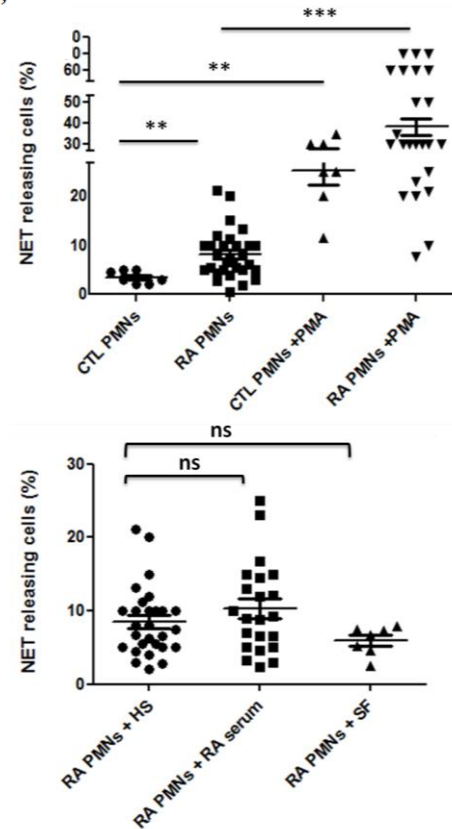 ***
0
0
60
**
50
40
**
30
20
10
0
NET releasing cells (%)
CTL PMNs
RA PMNs
CTL PMNs +PMA
RA PMNs +PMA
ns
ns
30
20
10
0
NET releasing cells (%)
RA PMNs + HS
RA PMNs + RA serum
RA PMNs + SF